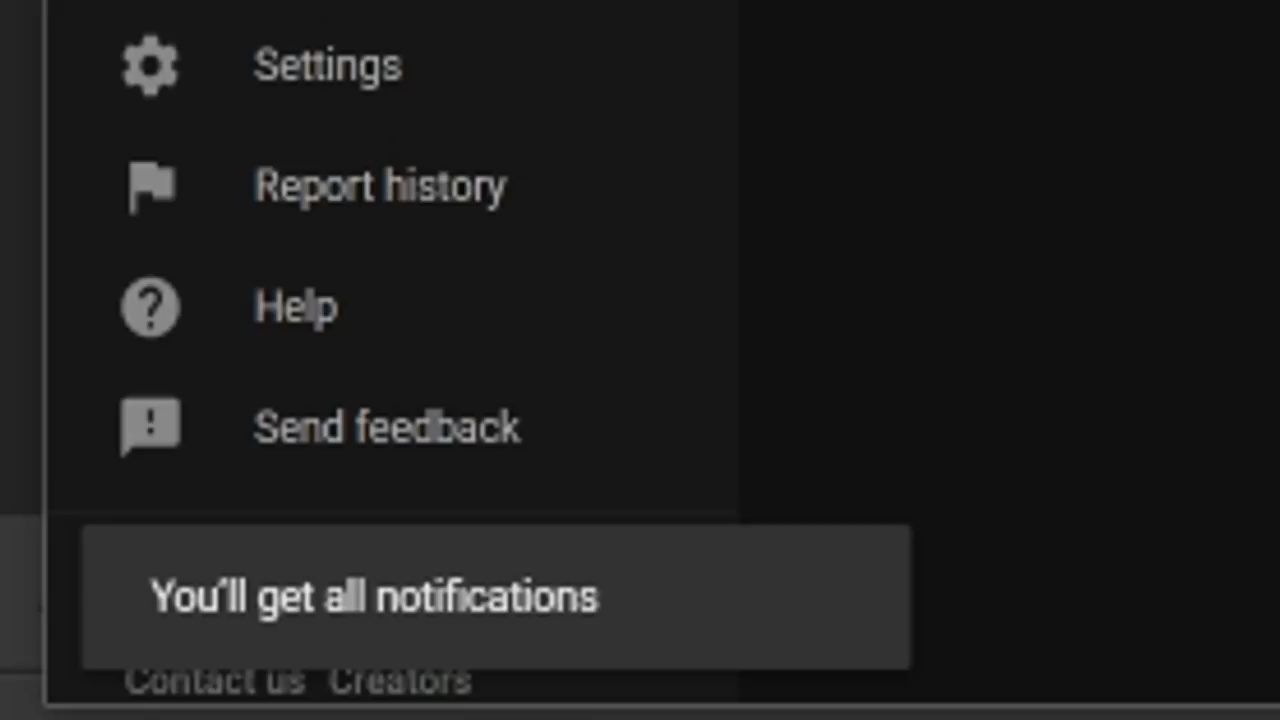 Settings
Report history
Help
Send feedback
You'll get all notifications
Contact us Creators